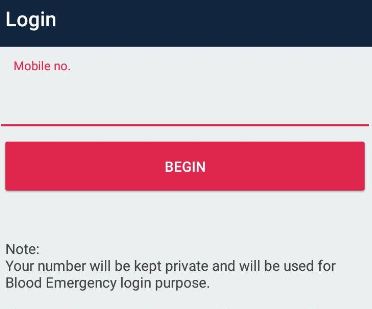 Login
Mobile no.
BEGIN
Note:
Your number will be kept private and will be used for
Blood Emergency login purpose.